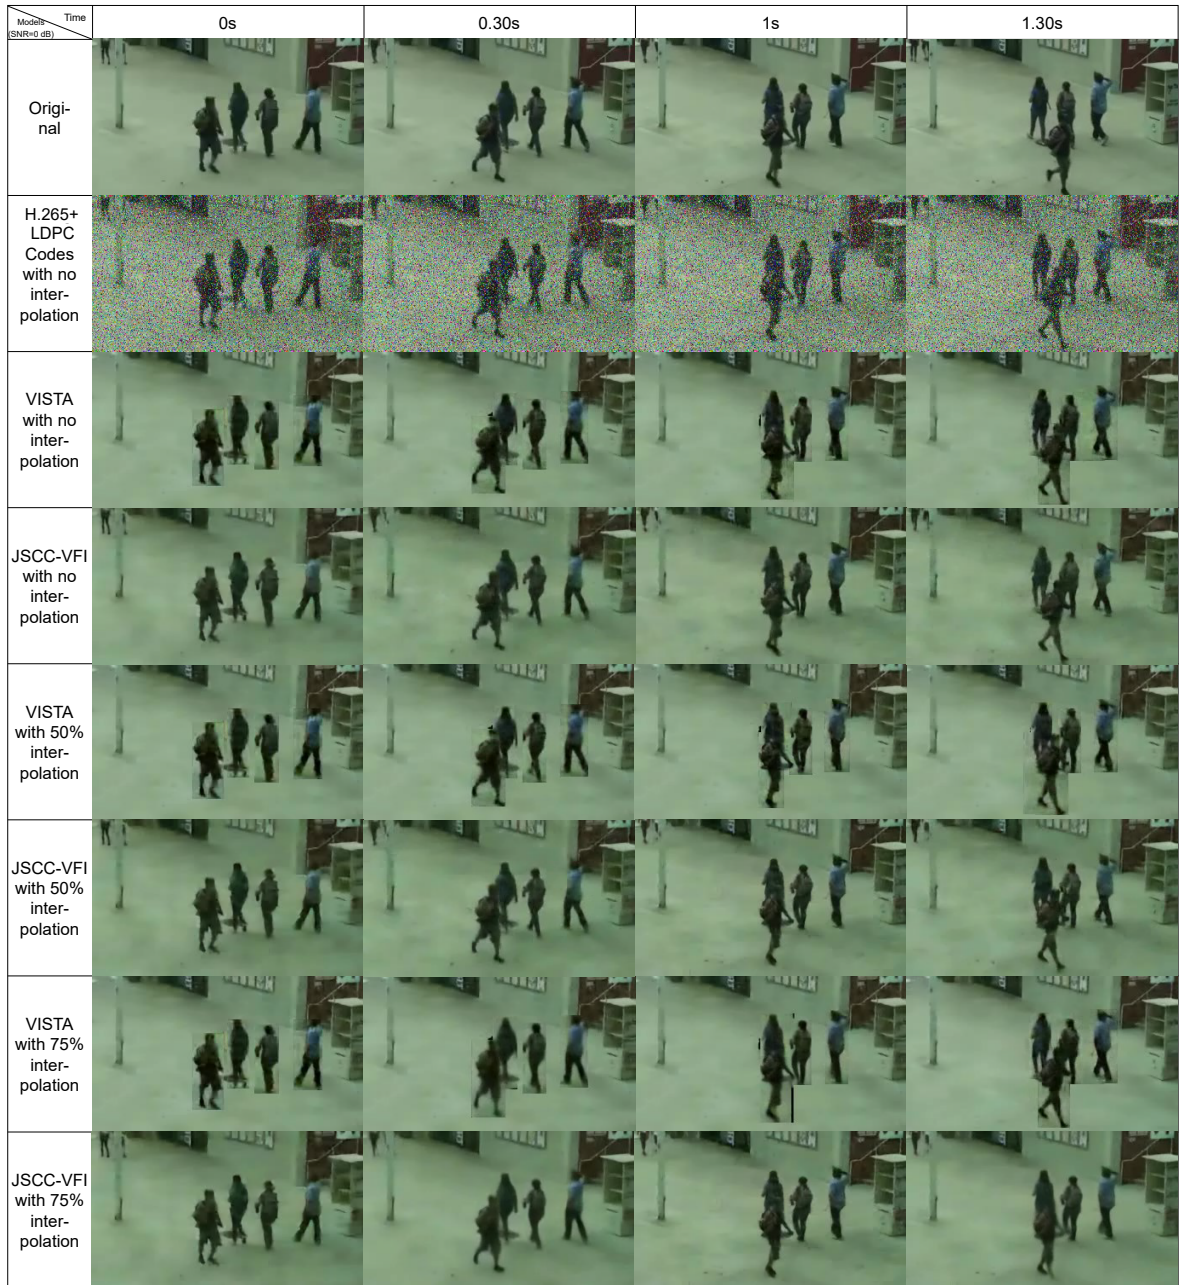 Time
Models
(SNR=0 dB)
0s
0.30s
1s
1.30s
Origi-
nal
H.265+
LDPC
Codes
with no
inter-
polation
VISTA
with no
inter-
polation
JSCC-VFI
with no
inter-
polation
VISTA
with 50%
inter-
polation
JSCC-VFI
with 50%
inter-
polation
VISTA
with 75%
inter-
polation
JSCC-VFI
with 75%
inter-
polation